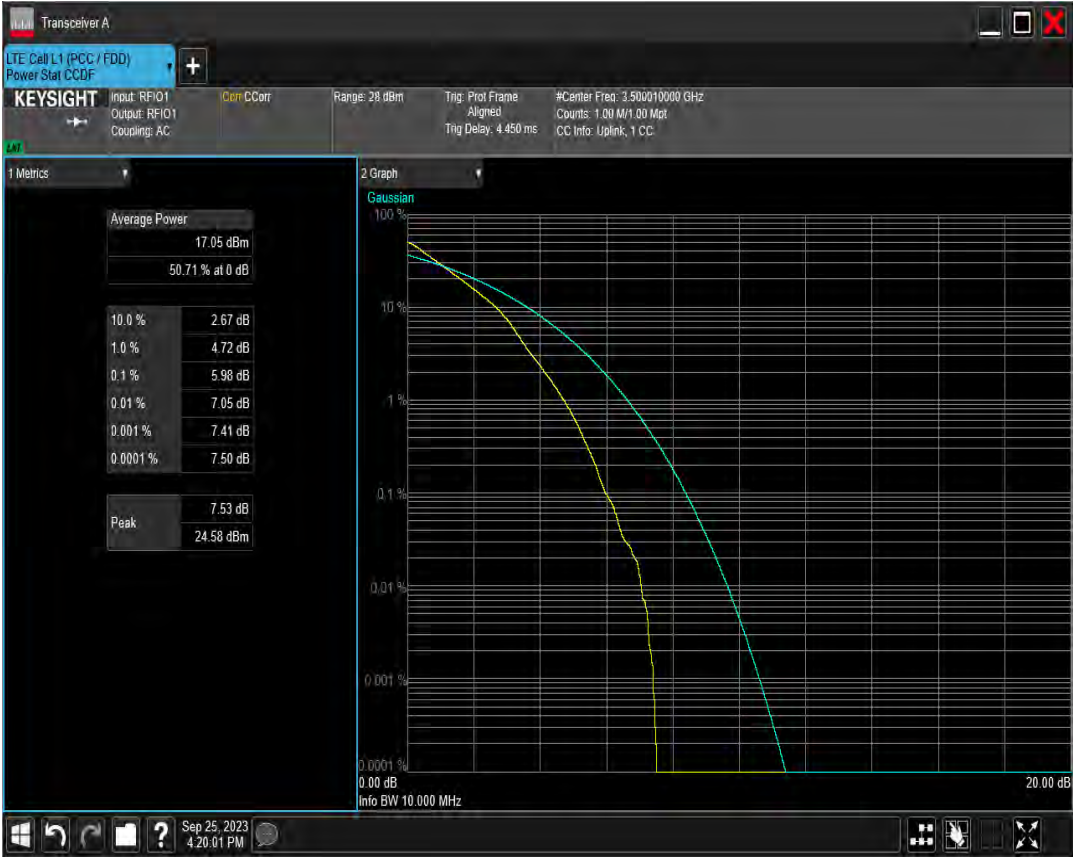 Transceiver A
LTE Cell L1 (PCC / FDD)
Power Stat CCDF
+
KEYSIGHT
Input: RFIO1
Output: RFIO1
Coupling: AC
Corr CCorr
Range: 28 dBm
Trig: Prot Frame
Aligned
Trig Delay: 4.450 ms
#Center Freq: 3.500010000 GHz
Counts: 1.00 M/1.00 Mpt
CC Info: Uplink, 1 CC
1 Metrics
Average Power
17.05 dBm
50.71 % at 0 dB
10.0 % 2.67 dB
1.0 % 4.72 dB
0.1 % 5.98 dB
0.01 % 7.05 dB
0.001 % 7.41 dB
0.0001 % 7.50 dB
Peak
7.53 dB
24.58 dBm
2 Graph
Gaussian
100 %
10 %
1 %
0.1 %
0.01 %
0.001 %
0.0001 %
0.00 dB
20.00 dB
Info BW 10.000 MHz
?
Sep 25, 2023
4:20:01 PM